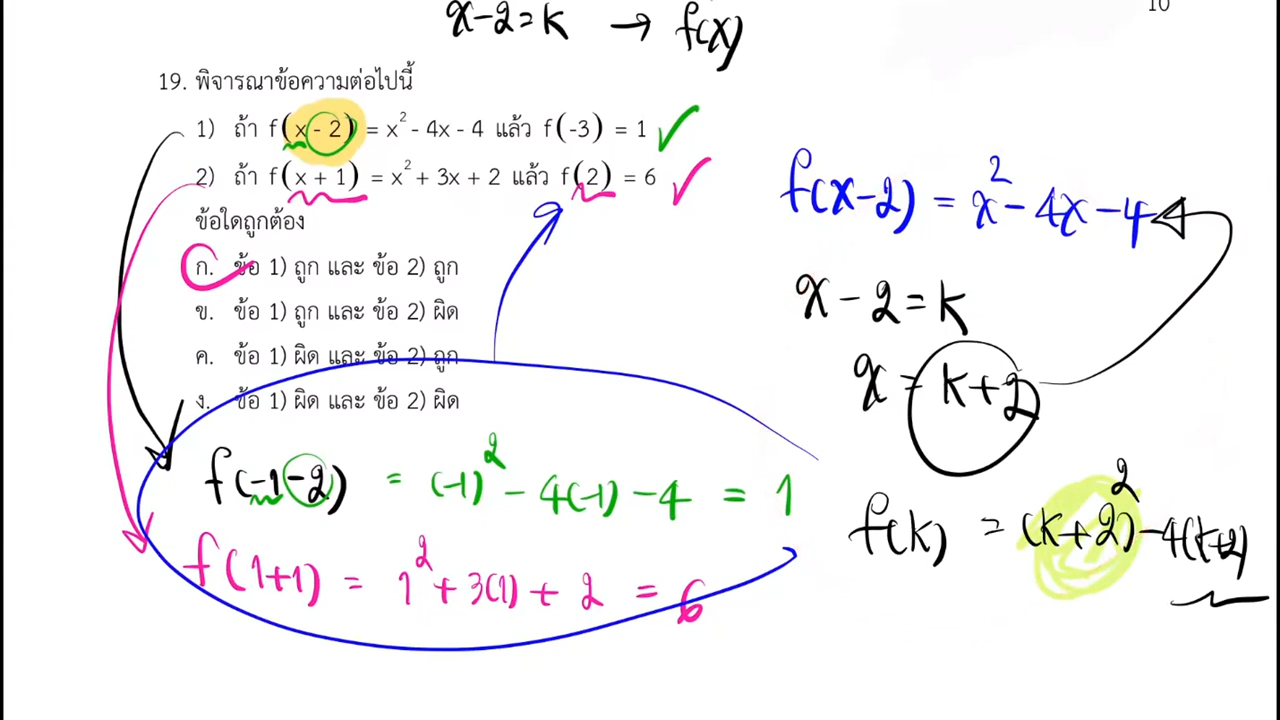 10
x-2=k → f(x)
19. พิจารณาข้อความต่อไปนี้
1) ถ้า f(x - 2) = x² - 4x - 4 แล้ว f(-3) = 1
2) ถ้า f(x + 1) = x² + 3x + 2 แล้ว f(2) = 6
ข้อใดถูกต้อง
ก. ข้อ 1) ถูก และ ข้อ 2) ถูก
ข. ข้อ 1) ถูก และ ข้อ 2) ผิด
ค. ข้อ 1) ผิด และ ข้อ 2) ถูก
ง. ข้อ 1) ผิด และ ข้อ 2) ผิด
f(-1-2) = (-1)² - 4(-1) - 4 = 1
f(1+1) = 1² + 3(1) + 2 = 6
f(x-2) = x² - 4x - 4
x - 2 = k
x = k+2
f(k) = (k+2)² - 4(k+2)